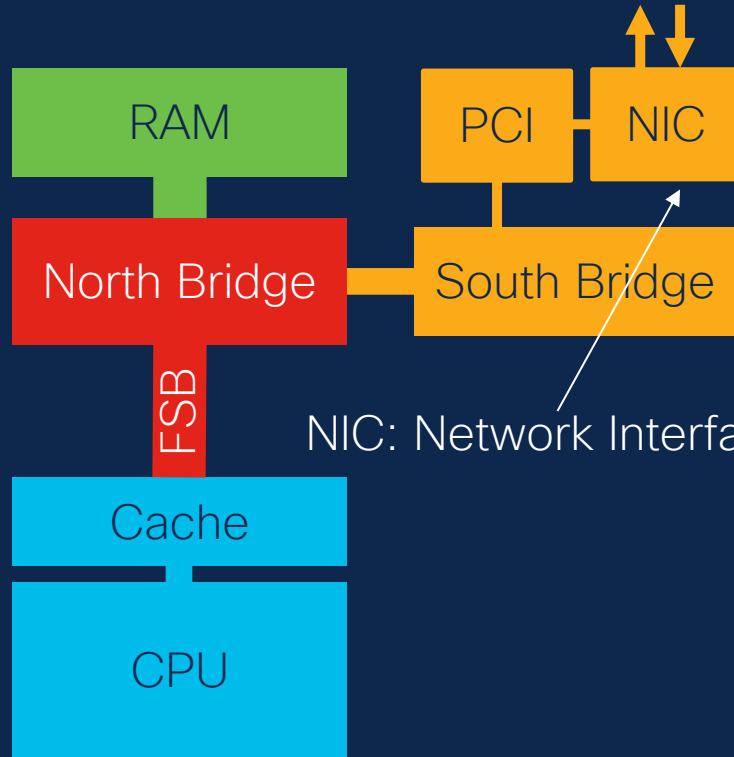 RAM
PCI
NIC
North Bridge
South Bridge
FSB
NIC: Network Interfa
Cache
CPU